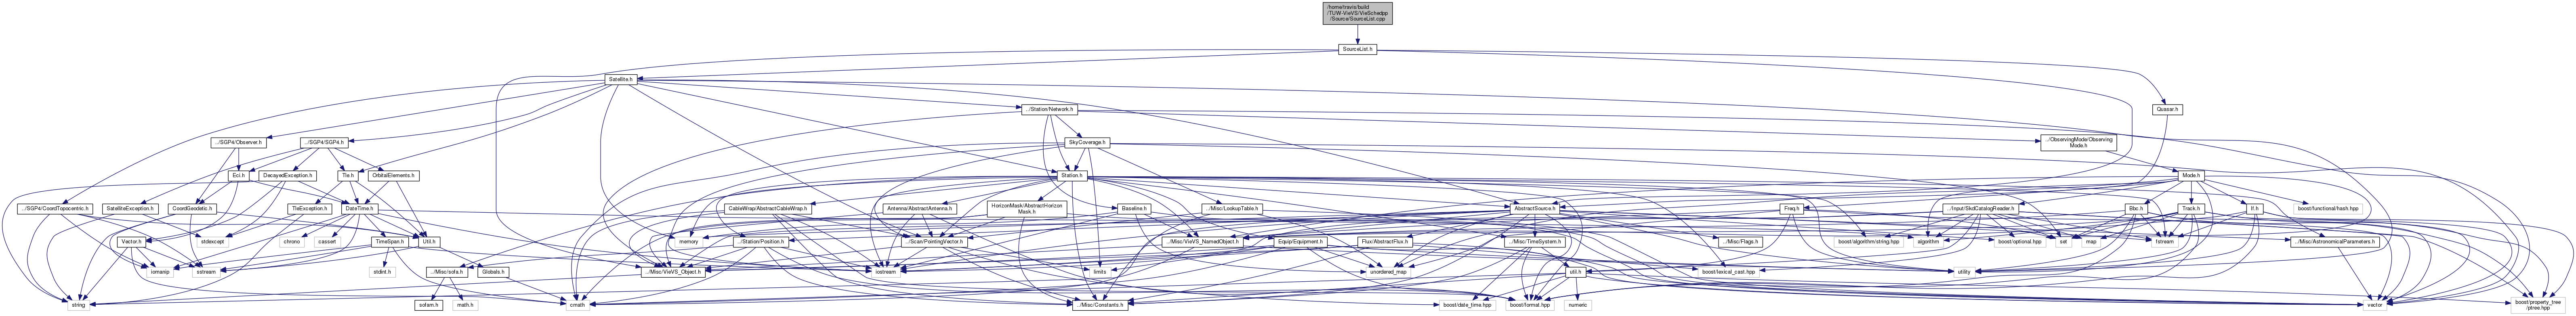 /home/travis/build
/TUW-VieVS/VieSchedpp
/Source/SourceList.cpp
SourceList.h
Satellite.h
../Station/Network.h
Quasar.h
../SGP4/Observer.h
../SGP4/SGP4.h
SkyCoverage.h
../ObservingMode/Observing
Mode.h
Eci.h
DecayedException.h
Tle.h
OrbitalElements.h
Station.h
Mode.h
../SGP4/CoordTopocentric.h
SatelliteException.h
CoordGeodetic.h
TleException.h
DateTime.h
CableWrap/AbstractCableWrap.h
Antenna/AbstractAntenna.h
HorizonMask/AbstractHorizon
Mask.h
Baseline.h
../Misc/LookupTable.h
AbstractSource.h
Freq.h
../Input/SkdCatalogReader.h
Bbc.h
Track.h
If.h
boost/functional/hash.hpp
Vector.h
stdexcept
chrono
cassert
TimeSpan.h
Util.h
memory
../Station/Position.h
../Scan/PointingVector.h
../Misc/VieVS_NamedObject.h
Equip/Equipment.h
Flux/AbstractFlux.h
../Misc/TimeSystem.h
../Misc/Flags.h
boost/algorithm/string.hpp
algorithm
boost/optional.hpp
set
map
fstream
../Misc/AstronomicalParameters.h
iomanip
sstream
stdint.h
../Misc/sofa.h
Globals.h
../Misc/VieVS_Object.h
iostream
limits
unordered_map
util.h
boost/lexical_cast.hpp
utility
string
sofam.h
math.h
cmath
../Misc/Constants.h
boost/date_time.hpp
boost/format.hpp
numeric
vector
boost/property_tree
/ptree.hpp